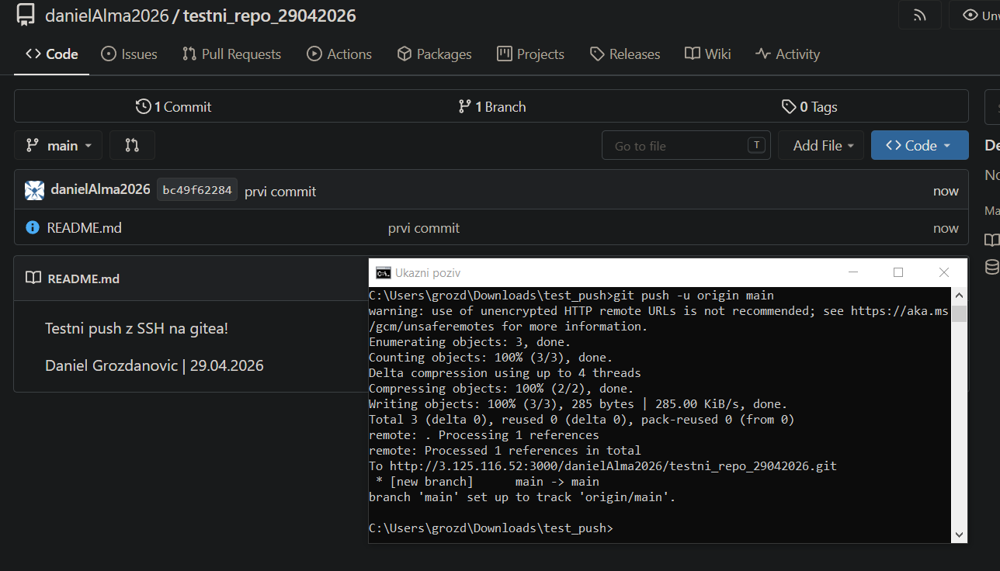 danielAlma2026 / testni_repo_29042026
Code Issues Pull Requests Actions Packages Projects Releases Wiki Activity
1 Commit 1 Branch 0 Tags
main Go to file T Add File Code
danielAlma2026 bc49f62284 prvi commit now
README.md prvi commit now
README.md
Testni push z SSH na gitea!
Daniel Grozdanovic | 29.04.2026
Ukazni poziv
C:\Users\grozd\Downloads\test_push>git push -u origin main
warning: use of unencrypted HTTP remote URLs is not recommended; see https://aka.ms
/gcm/unsaferemotes for more information.
Enumerating objects: 3, done.
Counting objects: 100% (3/3), done.
Delta compression using up to 4 threads
Compressing objects: 100% (2/2), done.
Writing objects: 100% (3/3), 285 bytes | 285.00 KiB/s, done.
Total 3 (delta 0), reused 0 (delta 0), pack-reused 0 (from 0)
remote: . Processing 1 references
remote: Processed 1 references in total
To http://3.125.116.52:3000/danielAlma2026/testni_repo_29042026.git
 * [new branch]      main -> main
branch 'main' set up to track 'origin/main'.
C:\Users\grozd\Downloads\test_push>